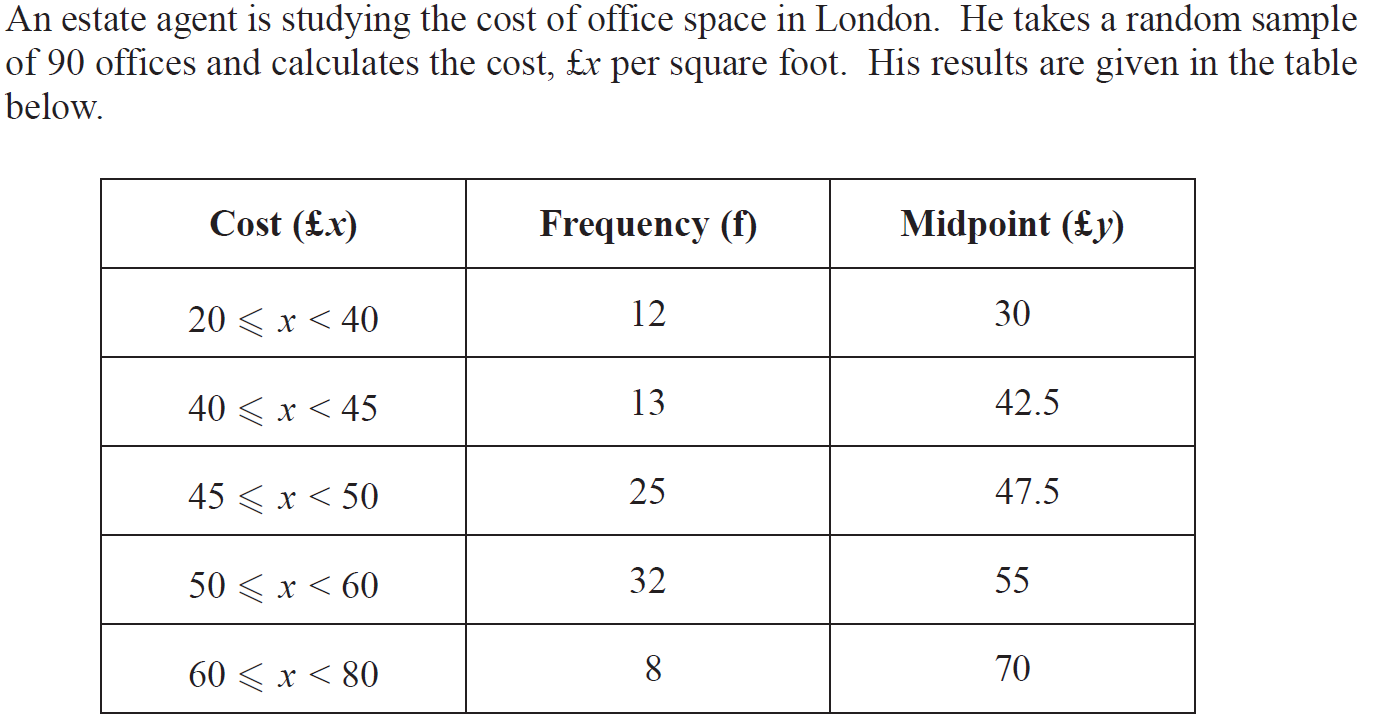 An estate agent is studying the cost of office space in London. He takes a random sample
of 90 offices and calculates the cost, £x per square foot. His results are given in the table
below.
Cost (£x) Frequency (f) Midpoint (£y)
20 ⩽ x < 40 12 30
40 ⩽ x < 45 13 42.5
45 ⩽ x < 50 25 47.5
50 ⩽ x < 60 32 55
60 ⩽ x < 80 8 70